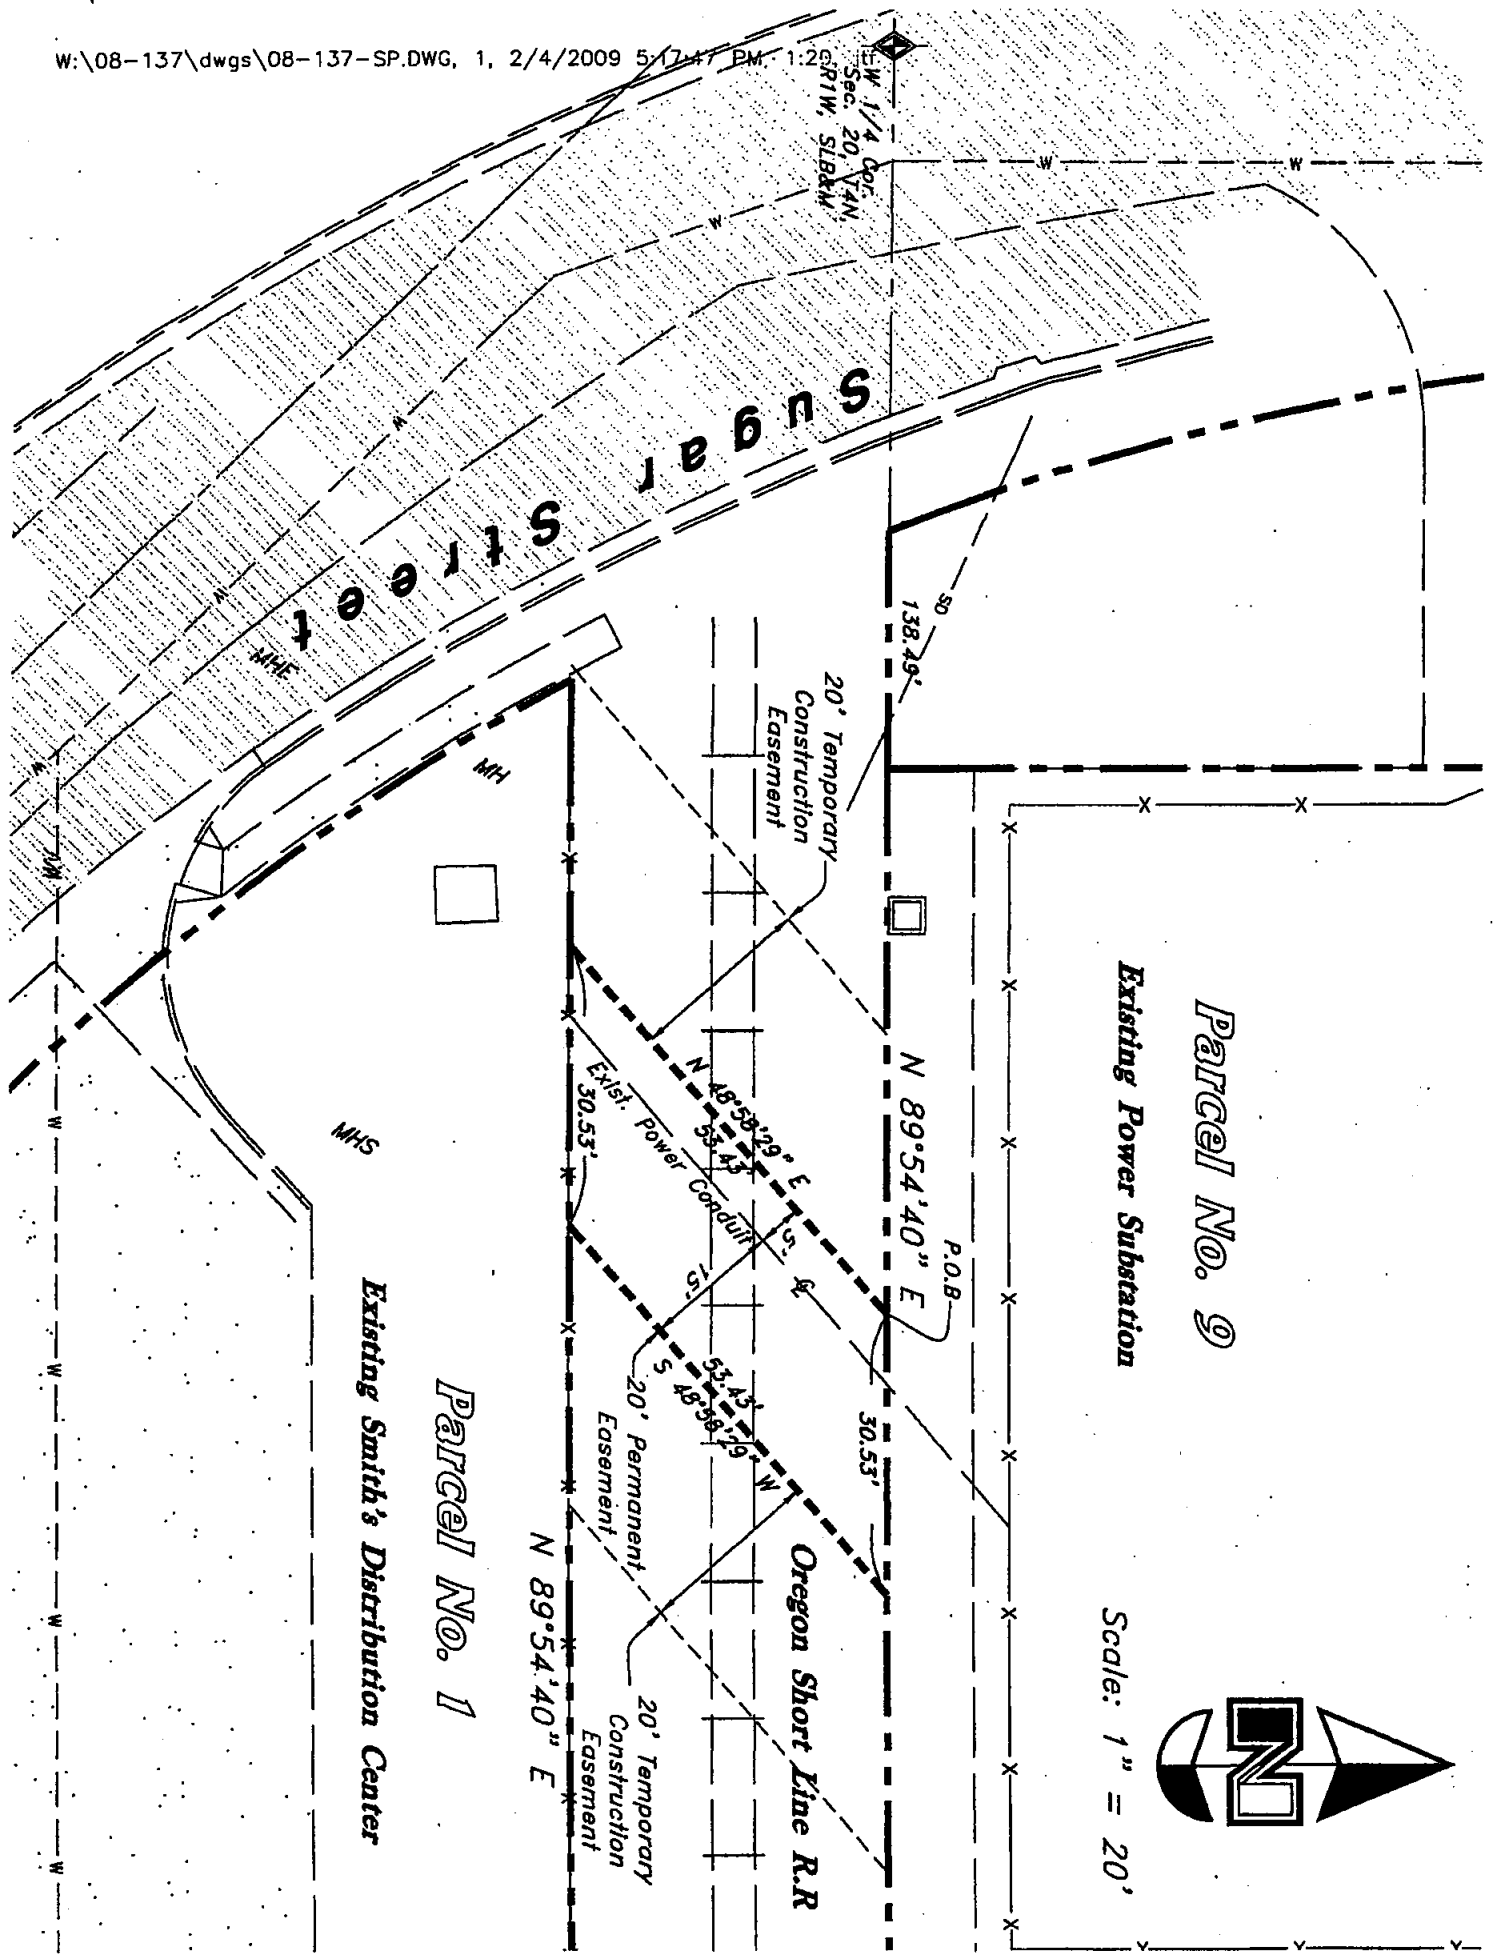 W:\08-137\dwgs\08-137-SP.DWG, 1, 2/4/2009 5:17:47 PM, 1:20, jtf
W 1/4 Cor.
Sec. 20, T4N,
R1W, SLB&M
W
W
W
W
W
W
Sugar Street
MHE
MH
WV
MHS
SD
138.49'
20' Temporary
Construction
Easement
Parcel No. 9
Existing Power Substation
N 89°54'40" E
P.O.B
N 48°58'29" E
53.43'
Exist. Power Conduit
30.53'
5'
15'
℄
30.53'
53.43'
S 48°58'29" W
20' Permanent
Easement
Oregon Short Line R.R
20' Temporary
Construction
Easement
N 89°54'40" E
Parcel No. 1
Existing Smith's Distribution Center
Scale: 1" = 20'
N
W
W
W
W